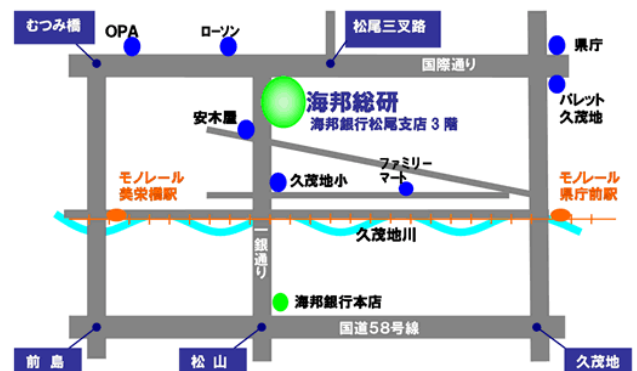 むつみ橋
OPA
ローソン
松尾三叉路
県庁
国際通り
海邦総研
海邦銀行松尾支店3階
パレット
久茂地
安木屋
ファミリー
マート
モノレール
美栄橋駅
久茂地小
モノレール
県庁前駅
一銀通り
久茂地川
海邦銀行本店
国道58号線
前島
松山
久茂地